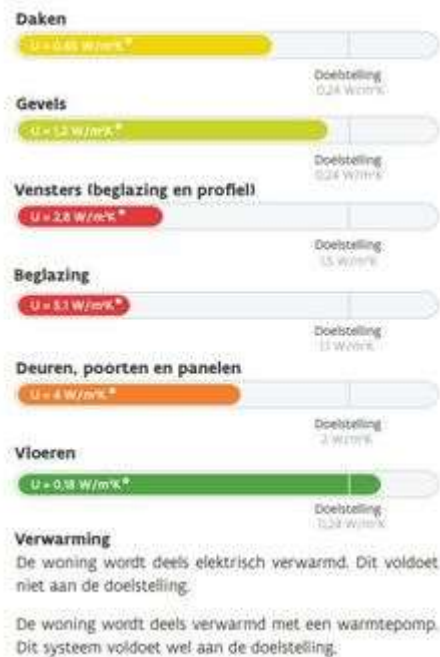 Daken
U = 0,65 W/m²K*
Doelstelling
0,24 W/m²K
Gevels
U = 1,2 W/m²K*
Doelstelling
0,24 W/m²K
Vensters (beglazing en profiel)
U = 2,8 W/m²K*
Doelstelling
1,5 W/m²K
Beglazing
U = 3,1 W/m²K*
Doelstelling
1,1 W/m²K
Deuren, poorten en panelen
U = 4 W/m²K*
Doelstelling
2 W/m²K
Vloeren
U = 0,18 W/m²K*
Doelstelling
0,24 W/m²K
Verwarming
De woning wordt deels elektrisch verwarmd. Dit voldoet
niet aan de doelstelling.
De woning wordt deels verwarmd met een warmtepomp.
Dit systeem voldoet wel aan de doelstelling.